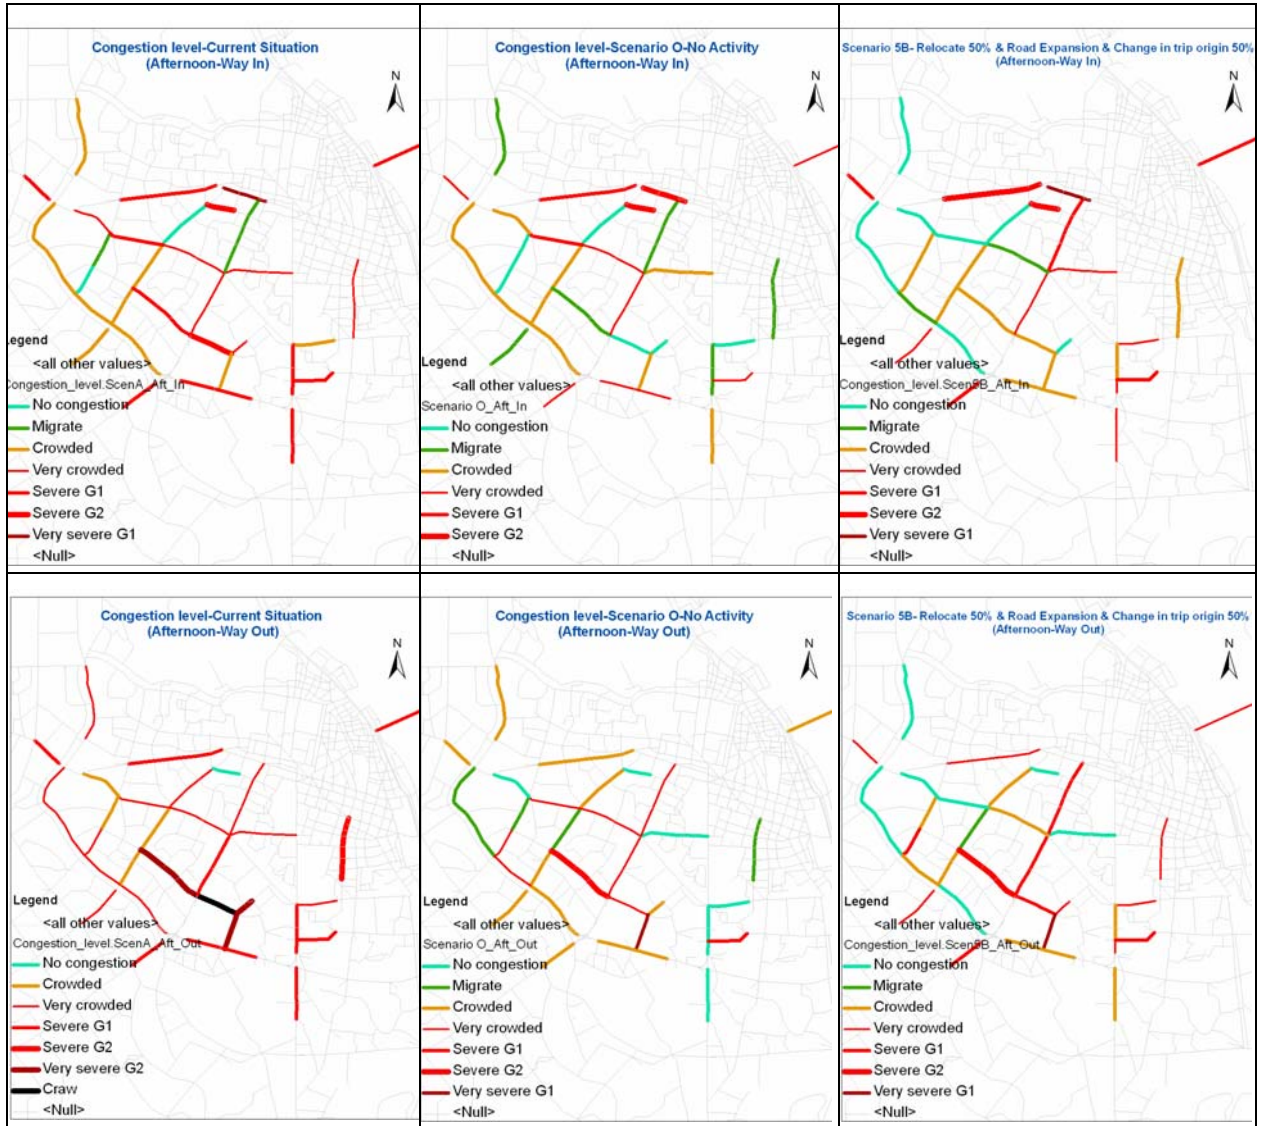 Congestion level-Current Situation
(Afternoon-Way In)
N
Legend
<all other values>
Congestion_level.ScenA_Aft_In
No congestion
Migrate
Crowded
Very crowded
Severe G1
Severe G2
Very severe G1
<Null>
Congestion level-Scenario O-No Activity
(Afternoon-Way In)
N
Legend
<all other values>
Scenario O_Aft_In
No congestion
Migrate
Crowded
Very crowded
Severe G1
Severe G2
<Null>
Scenario 5B- Relocate 50% & Road Expansion & Change in trip origin 50%
(Afternoon-Way In)
N
Legend
<all other values>
Congestion_level.Scen5B_Aft_In
No congestion
Migrate
Crowded
Very crowded
Severe G1
Severe G2
Very severe G1
<Null>
Congestion level-Current Situation
(Afternoon-Way Out)
N
Legend
<all other values>
Congestion_level.ScenA_Aft_Out
No congestion
Crowded
Very crowded
Severe G1
Severe G2
Very severe G2
Craw
<Null>
Congestion level-Scenario O-No Activity
(Afternoon-Way Out)
N
Legend
<all other values>
Scenario O_Aft_Out
No congestion
Migrate
Crowded
Very crowded
Severe G1
Severe G2
Very severe G1
<Null>
Scenario 5B- Relocate 50% & Road Expansion & Change in trip origin 50%
(Afternoon-Way Out)
N
Legend
<all other values>
Congestion_level.Scen5B_Aft_Out
No congestion
Migrate
Crowded
Very crowded
Severe G1
Severe G2
Very severe G1
<Null>